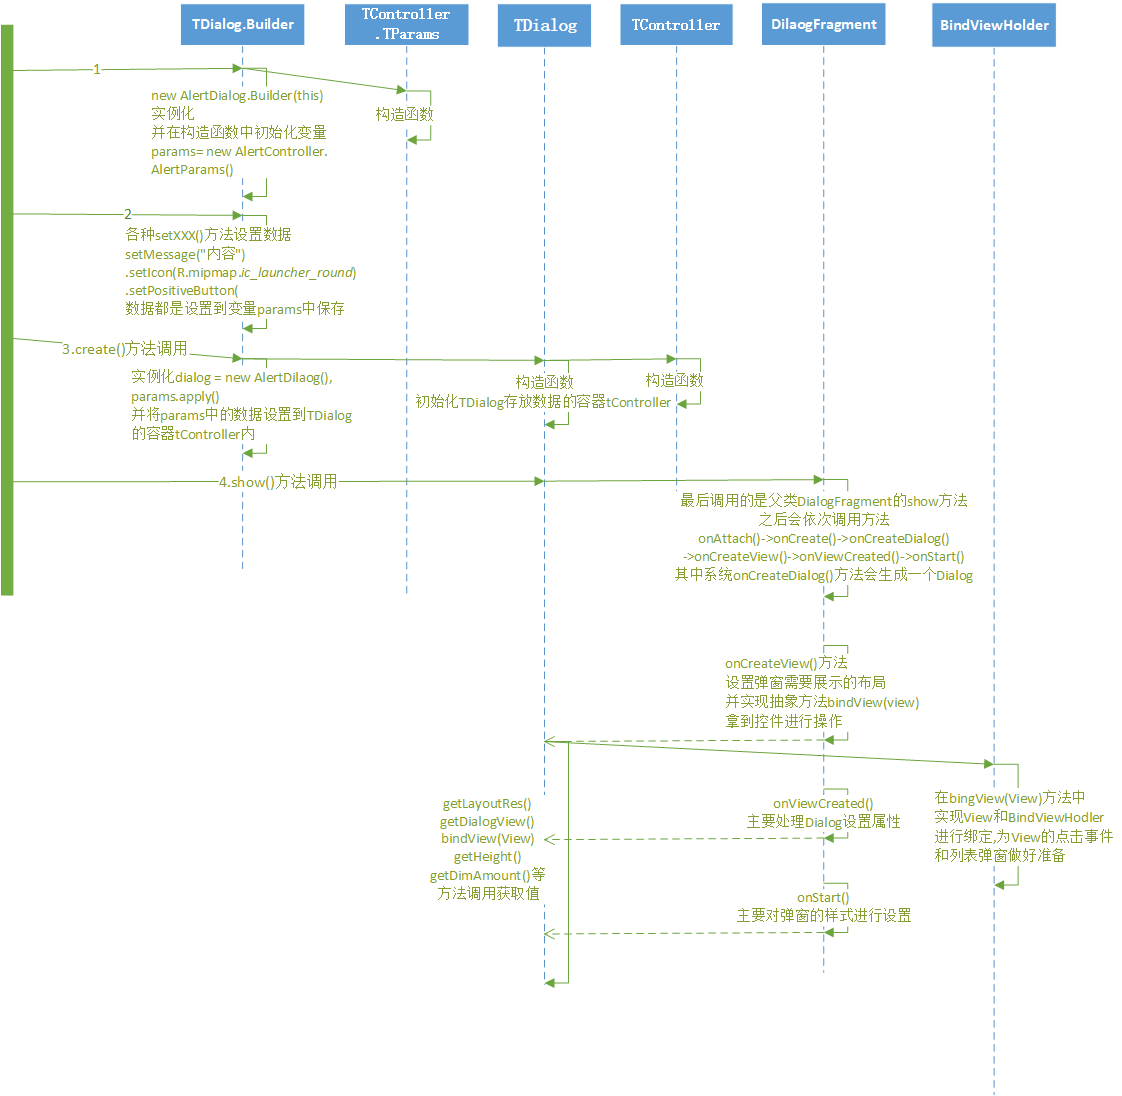 TDialog.Builder
TController
.TParams
TDialog
TController
DilaogFragment
BindViewHolder
1
new AlertDialog.Builder(this)
实例化
并在构造函数中初始化变量
params= new AlertController.
AlertParams()
构造函数
2
各种setXXX()方法设置数据
setMessage("内容")
.setIcon(R.mipmap.ic_launcher_round)
.setPositiveButton(
数据都是设置到变量params中保存
3.create()方法调用
实例化dialog = new AlertDilaog(),
params.apply()
并将params中的数据设置到TDialog
的容器tController内
构造函数
初始化TDialog存放数据的容器tController
构造函数
4.show()方法调用
最后调用的是父类DialogFragment的show方法
之后会依次调用方法
onAttach()->onCreate()->onCreateDialog()
->onCreateView()->onViewCreated()->onStart()
其中系统onCreateDialog()方法会生成一个Dialog
onCreateView()方法
设置弹窗需要展示的布局
并实现抽象方法bindView(view)
拿到控件进行操作
getLayoutRes()
getDialogView()
bindView(View)
getHeight()
getDimAmount()等
方法调用获取值
onViewCreated()
主要处理Dialog设置属性
在bingView(View)方法中
实现View和BindViewHodler
进行绑定,为View的点击事件
和列表弹窗做好准备
onStart()
主要对弹窗的样式进行设置